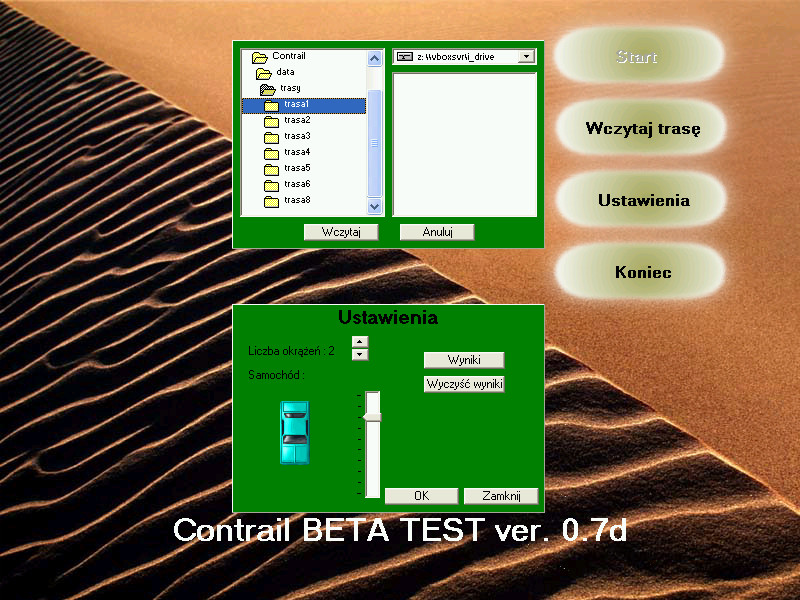 Contrail
data
trasy
trasa1
trasa2
trasa3
trasa4
trasa5
trasa6
trasa8
z: \\vboxsvr\i_drive
Wczytaj
Anuluj
Start
Wczytaj trasę
Ustawienia
Koniec
Ustawienia
Liczba okrążeń : 2
Samochód :
Wyniki
Wyczyść wyniki
OK
Zamknij
Contrail BETA TEST ver. 0.7d